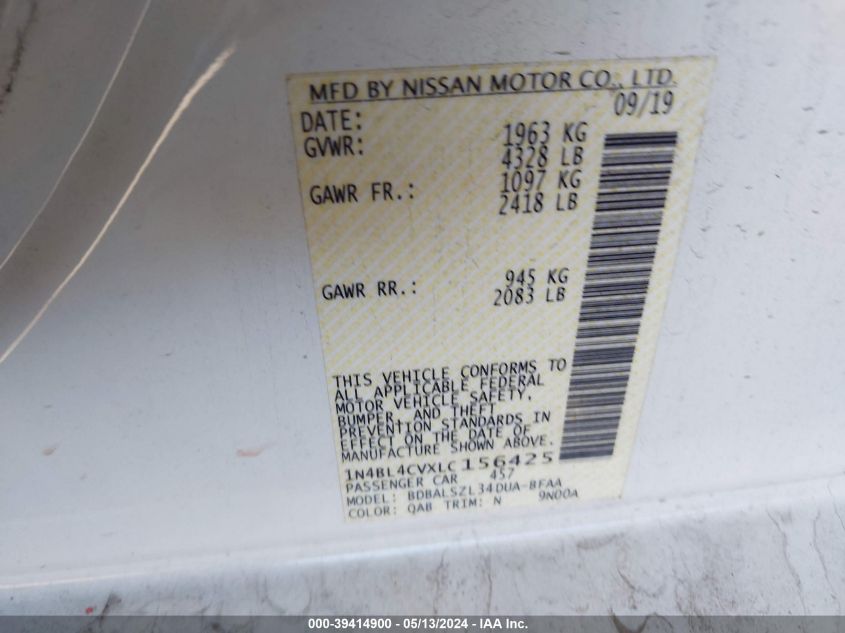 MFD BY NISSAN MOTOR CO., LTD.
DATE: 09/19
GVWR: 1963 KG
4328 LB
GAWR FR.: 1097 KG
2418 LB
GAWR RR.: 945 KG
2083 LB
THIS VEHICLE CONFORMS TO
ALL APPLICABLE FEDERAL
MOTOR VEHICLE SAFETY,
BUMPER, AND THEFT
PREVENTION STANDARDS IN
EFFECT ON THE DATE OF
MANUFACTURE SHOWN ABOVE.
1N4BL4CVXLC156425
PASSENGER CAR 457
MODEL: BDBALSZL34DUA-BFAA
COLOR: QAB TRIM: N 9N00A
000-39414900 - 05/13/2024 - IAA Inc.